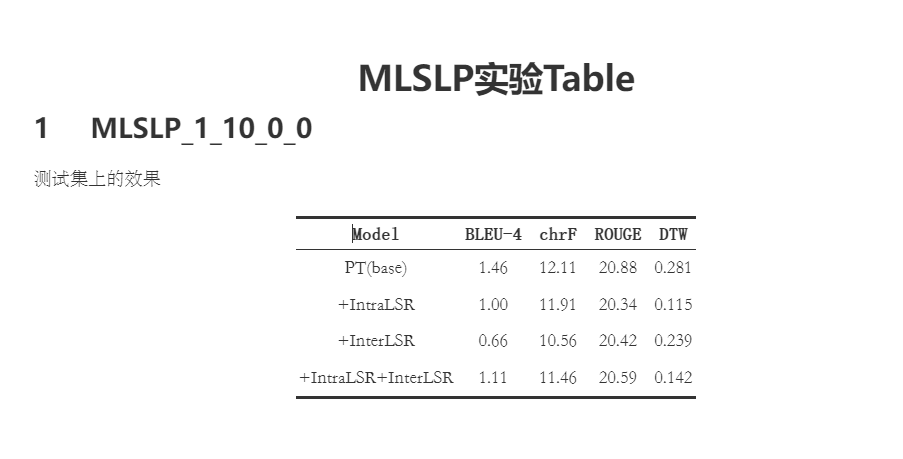 MLSLP实验Table
1 MLSLP_1_10_0_0
测试集上的效果
Model BLEU-4 chrF ROUGE DTW
PT(base) 1.46 12.11 20.88 0.281
+IntraLSR 1.00 11.91 20.34 0.115
+InterLSR 0.66 10.56 20.42 0.239
+IntraLSR+InterLSR 1.11 11.46 20.59 0.142